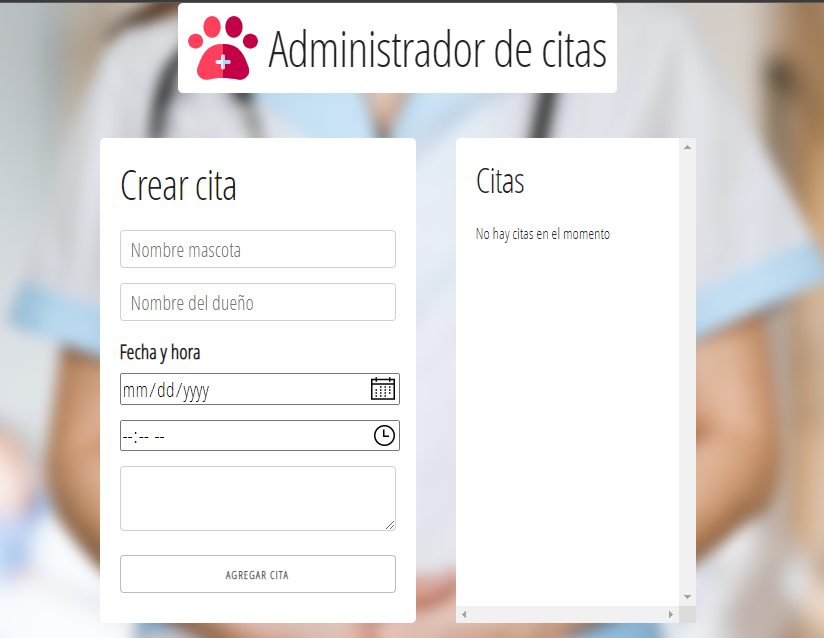 Administrador de citas
Crear cita
Nombre mascota
Nombre del dueño
Fecha y hora
mm/dd/yyyy
--:-- --
AGREGAR CITA
Citas
No hay citas en el momento